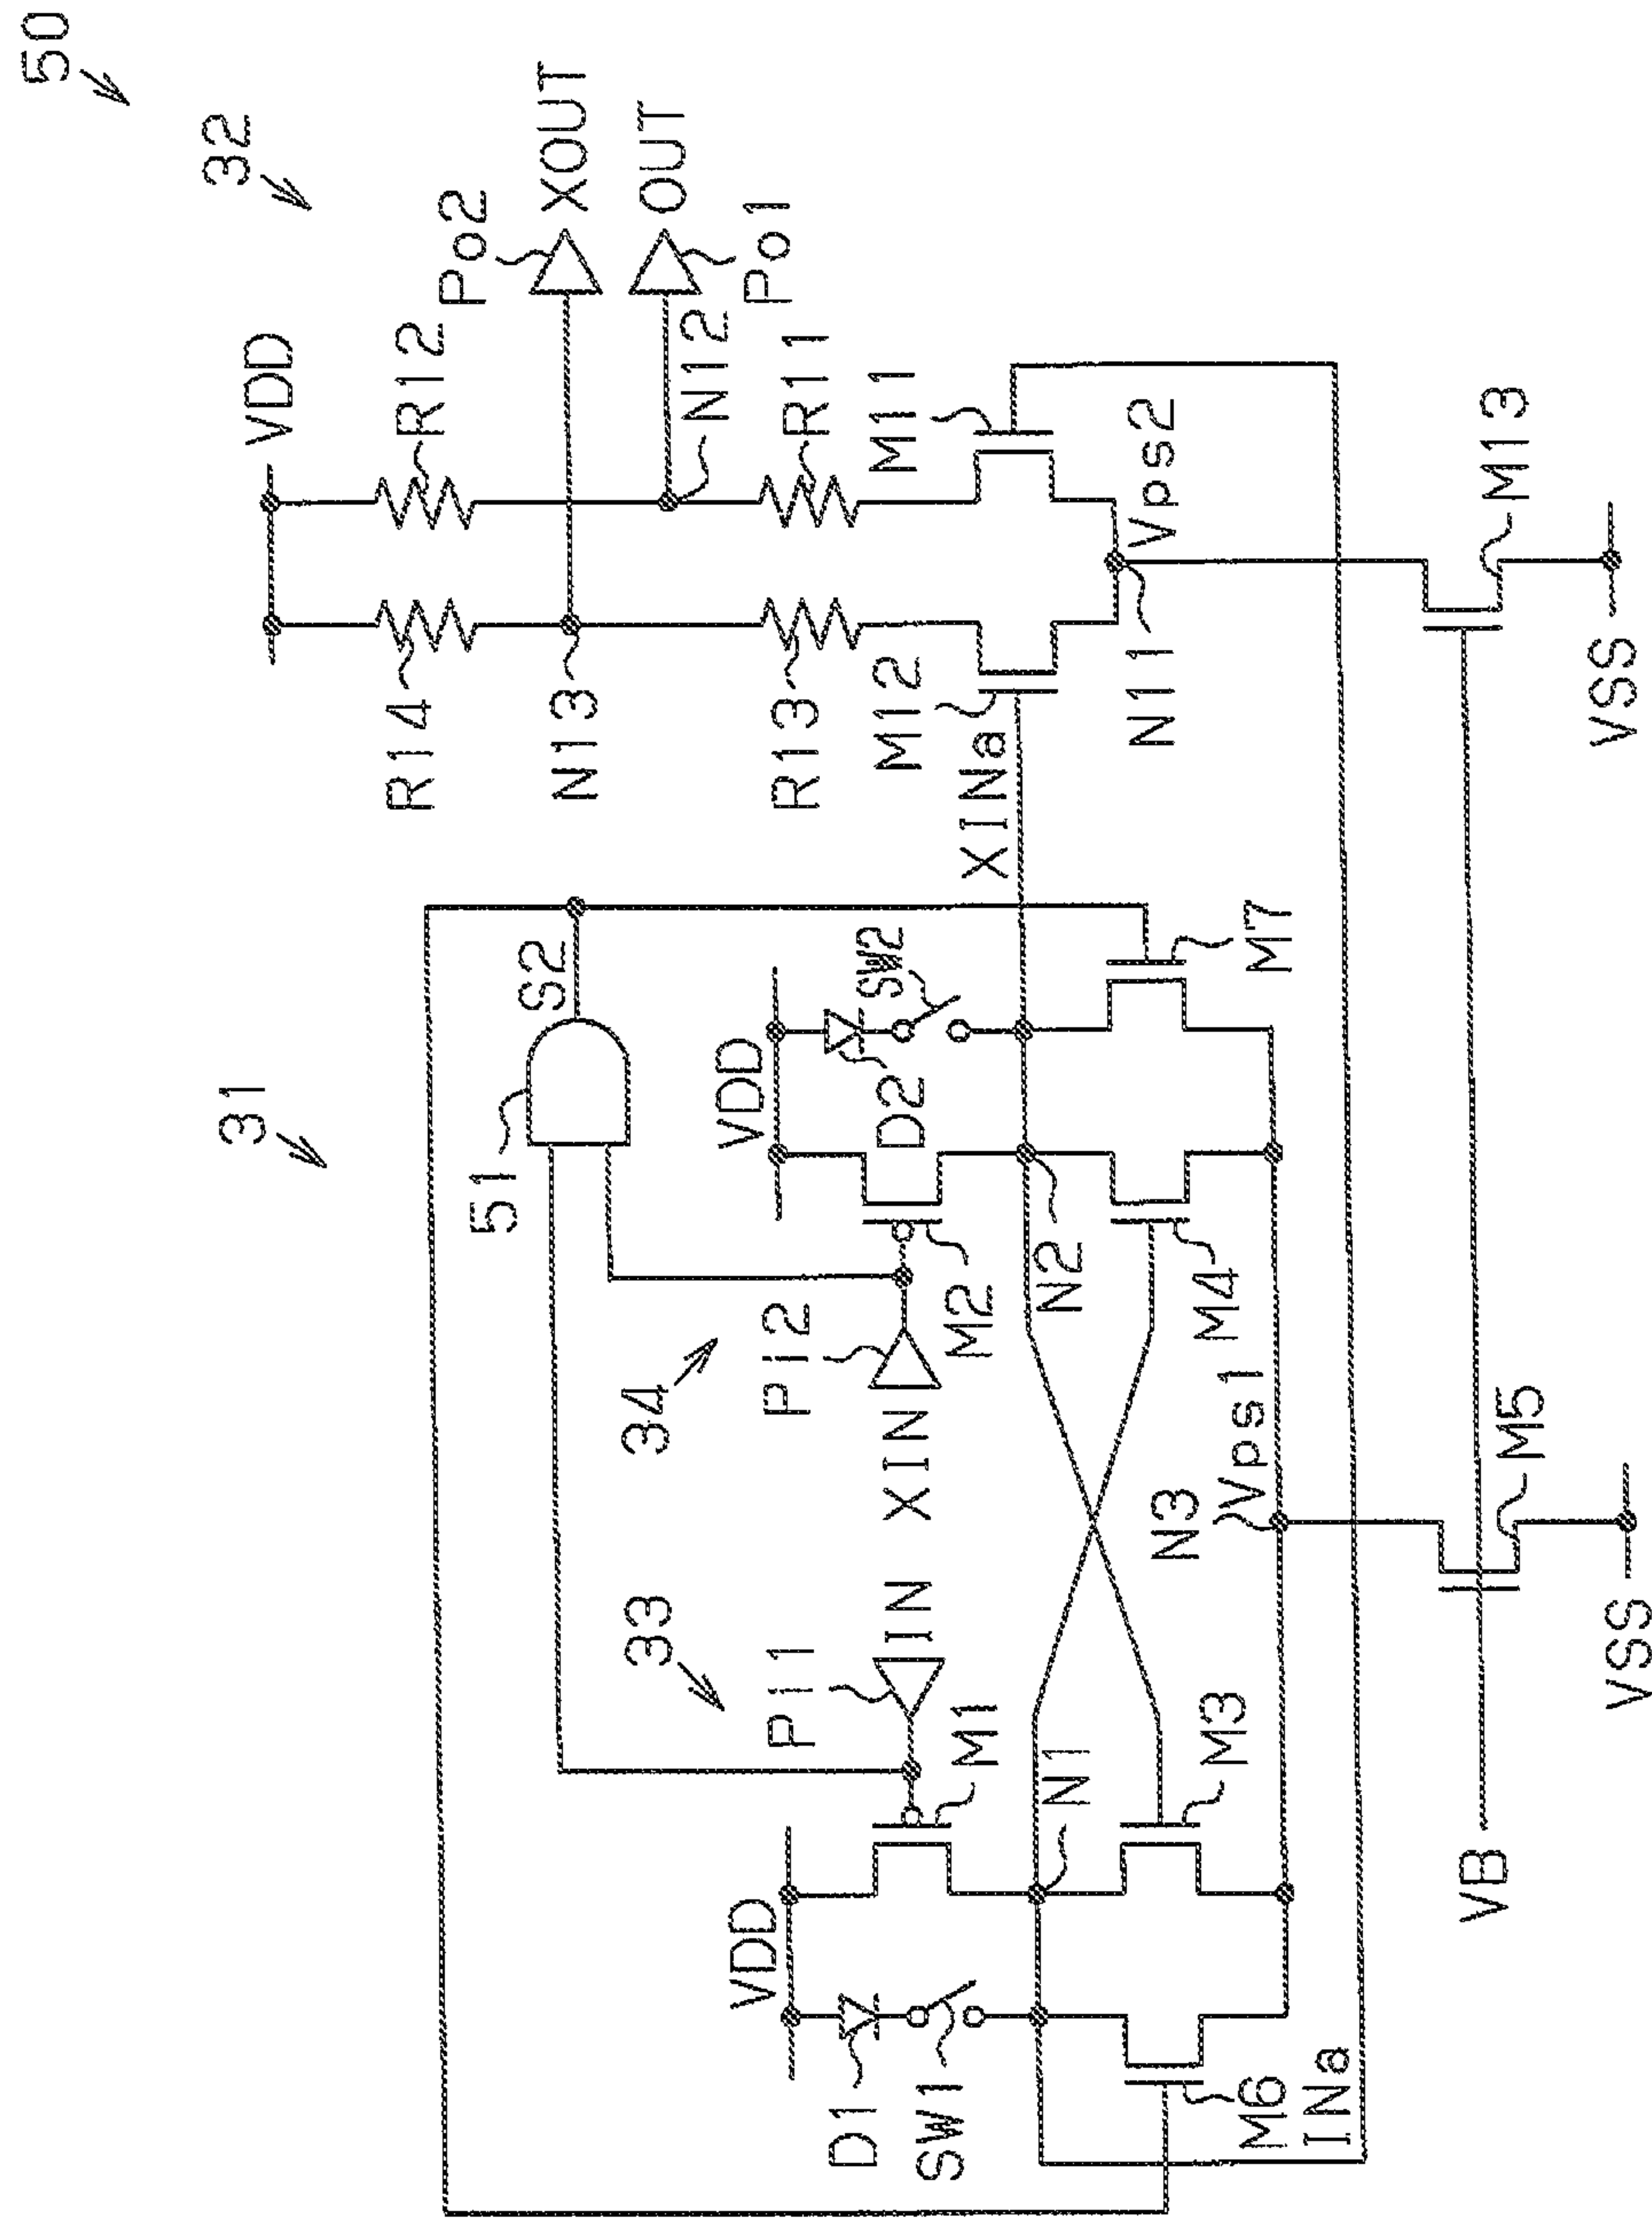 50
31
32
VDD
R14
R12
Po2
XOUT
N13
OUT
Po1
N12
R13
R11
51
S2
33
34
VDD
D1
SW1
Pi1
IN
M1
XIN
Pi2
M2
VDD
D2
SW2
XINa
M12
M11
N1
N2
M3
M4
M7
M6
INa
N3
Vps1
N11
Vps2
VB
M5
M13
VSS
VSS